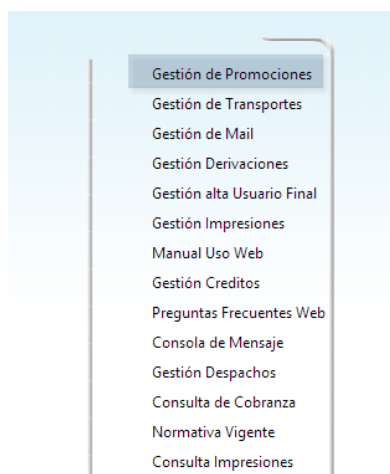 Gestión de Promociones
Gestión de Transportes
Gestión de Mail
Gestión Derivaciones
Gestión alta Usuario Final
Gestión Impresiones
Manual Uso Web
Gestión Creditos
Preguntas Frecuentes Web
Consola de Mensaje
Gestión Despachos
Consulta de Cobranza
Normativa Vigente
Consulta Impresiones